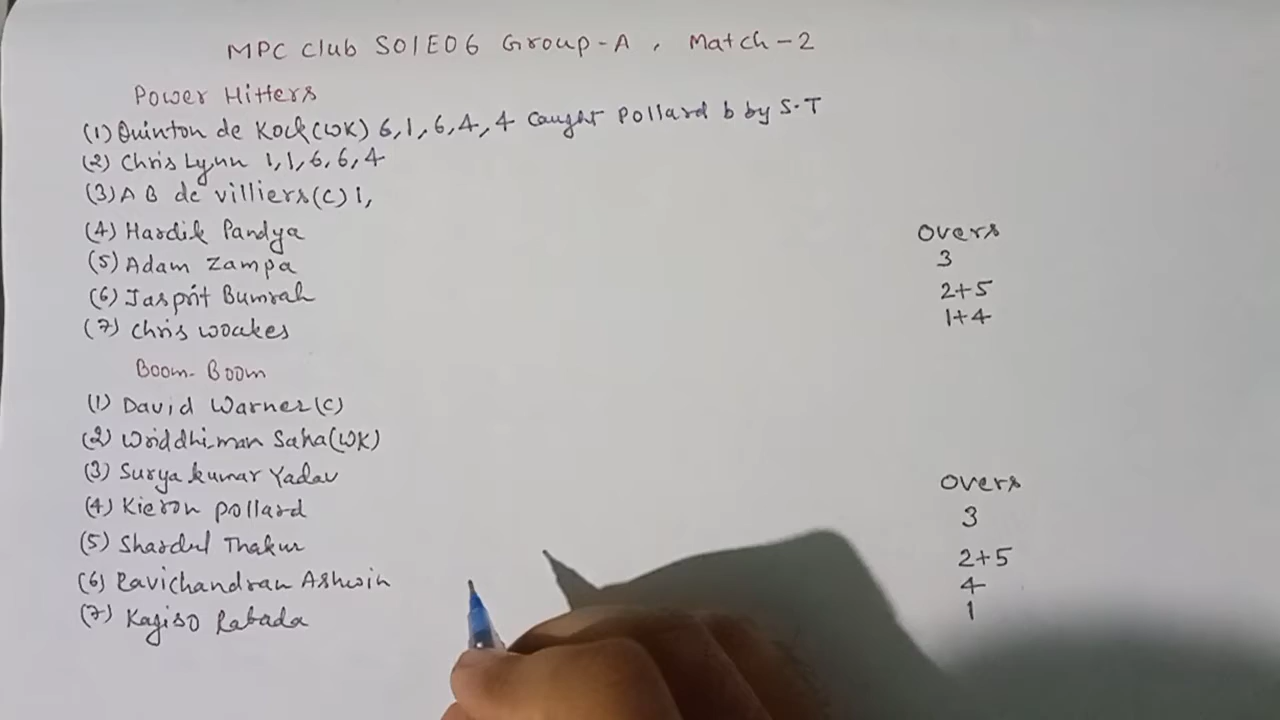 MPC Club S01E06 Group-A, Match-2
Power Hitters
(1) Quinton de Kock(WK) 6,1,6,4,4 Caught Pollard b by S.T
(2) Chris Lynn 1,1,6,6,4
(3) A B de villiers(C) 1,
(4) Hardik Pandya
Overs
(5) Adam Zampa 3
(6) Jasprit Bumrah 2+5
(7) Chris woakes 1+4
Boom-Boom
(1) David Warner(C)
(2) Wriddhiman Saha(WK)
(3) Surya kumar Yadav
Overs
(4) Kieron pollard 3
(5) Shardul Thakur 2+5
(6) Ravichandran Ashwin 4
(7) Kagiso Rabada 1